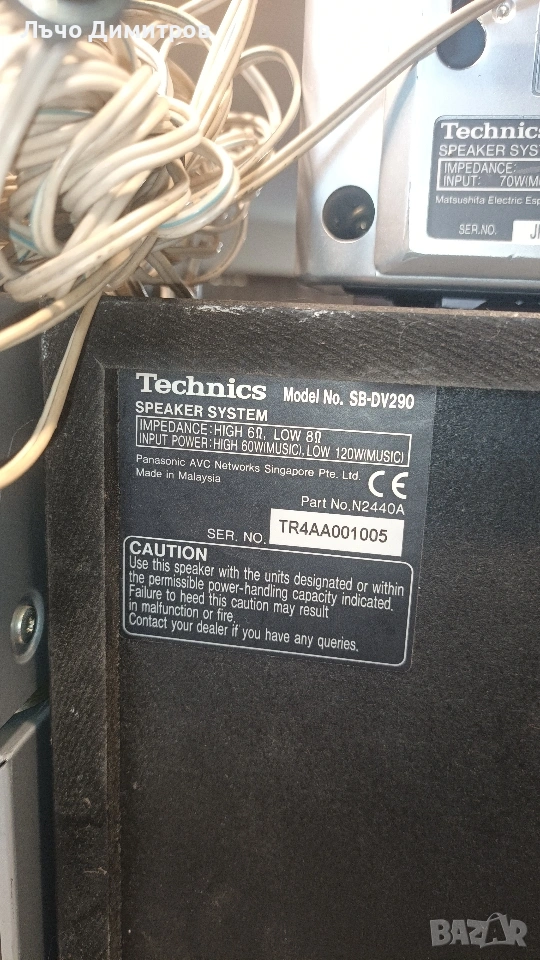 Лъчо Димитров
Technics
SPEAKER SYST
IMPEDANCE:
INPUT: 70W(M
Matsushita Electric Esp
SER.NO.
Technics Model No. SB-DV290
SPEAKER SYSTEM
IMPEDANCE:HIGH 6Ω, LOW 8Ω
INPUT POWER:HIGH 60W(MUSIC), LOW 120W(MUSIC)
Panasonic AVC Networks Singapore Pte. Ltd.
Made in Malaysia
CE
Part No.N2440A
SER. NO. TR4AA001005
CAUTION
Use this speaker with the units designated or within
the permissible power-handling capacity indicated.
Failure to heed this caution may result
in malfunction or fire.
Contact your dealer if you have any queries.
BAZAR